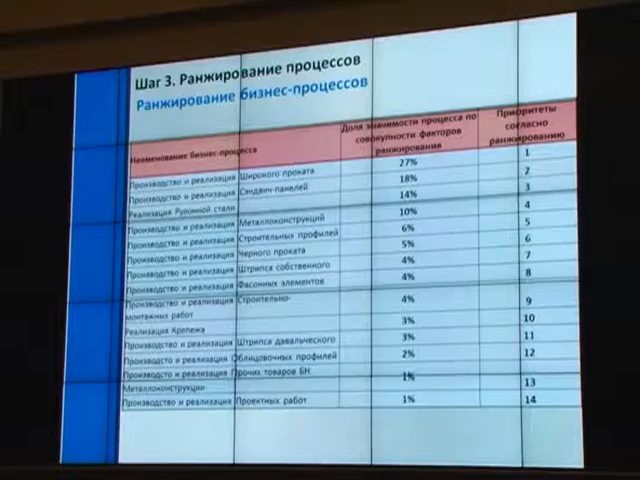 Шаг 3. Ранжирование процессов
Ранжирование бизнес-процессов
Наименование бизнес-процесса Доля значимости процесса по совокупности факторов ранжирования Приоритеты согласно ранжированию
Производство и реализация Широкого проката 27% 1
Производство и реализация Сэндвич-панелей 18% 2
Реализация Рулонной стали 14% 3
Производство и реализация Металлоконструкций 10% 4
Производство и реализация Строительных профилей 6% 5
Производство и реализация Черного проката 5% 6
Производство и реализация Штрипса собственного 4% 7
Производство и реализация Фасонных элементов 4% 8
Производство и реализация Строительно-
монтажных работ 4% 9
Реализация Крепежа 3% 10
Производство и реализация Штрипса давальческого 3% 11
Производсто и реализация Облицовочных профилей 2% 12
Производсто и реализация Прочих товаров БН
Металлоконструкции 1% 13
Производство и реализация Проектных работ 1% 14